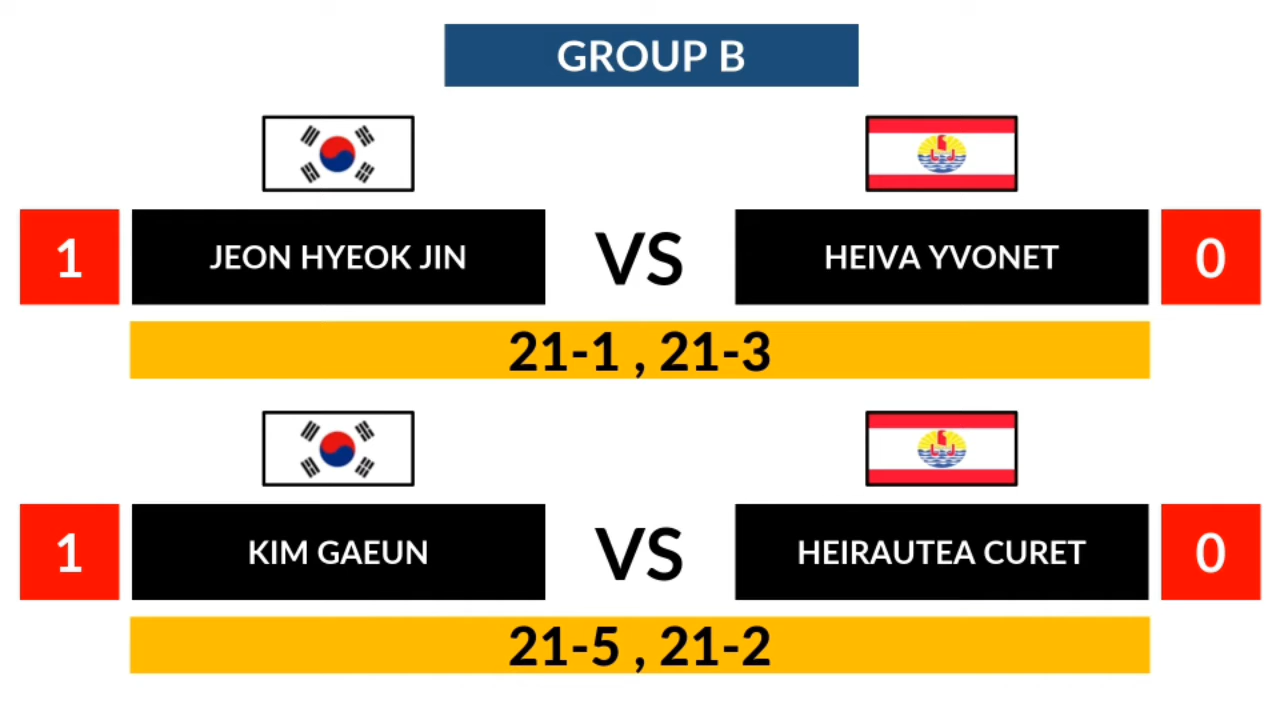 GROUP B
1 JEON HYEOK JIN VS HEIVA YVONET 0
21-1 , 21-3
1 KIM GAEUN VS HEIRAUTEA CURET 0
21-5 , 21-2